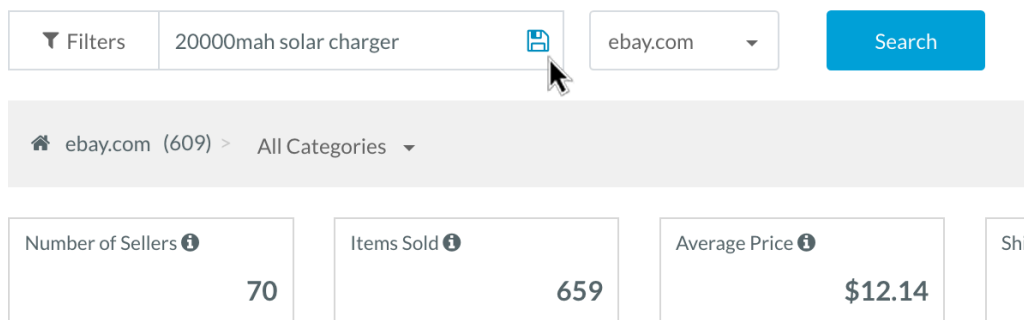 Filters 20000mah solar charger ebay.com Search
ebay.com (609) > All Categories
Number of Sellers Items Sold Average Price
70 659 $12.14